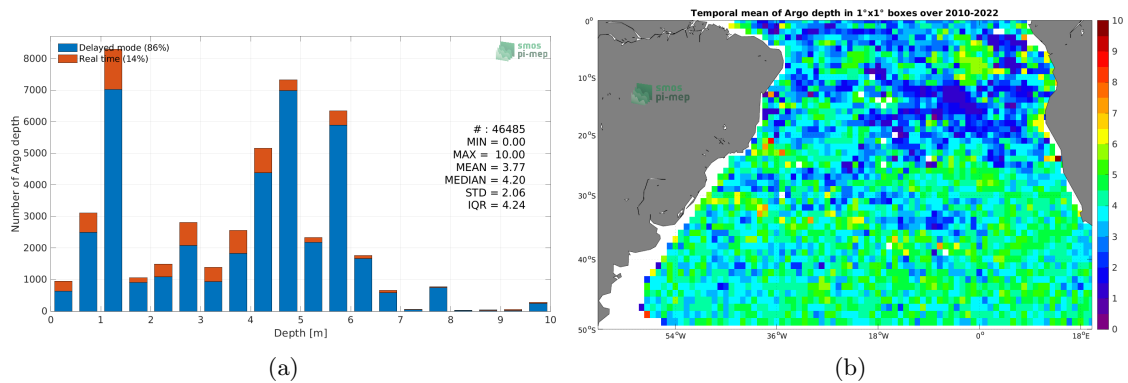 Delayed mode (86%)
Real time (14%)
smos
pi-mep
Number of Argo depth
8000
7000
6000
5000
4000
3000
2000
1000
0
# : 46485
MIN = 0.00
MAX = 10.00
MEAN = 3.77
MEDIAN = 4.20
STD = 2.06
IQR = 4.24
0 1 2 3 4 5 6 7 8 9 10
Depth [m]
(a)
Temporal mean of Argo depth in 1°x1° boxes over 2010-2022
0°
10°S
20°S
30°S
40°S
50°S
smos
pi-mep
54°W 36°W 18°W 0° 18°E
10
9
8
7
6
5
4
3
2
1
0
(b)